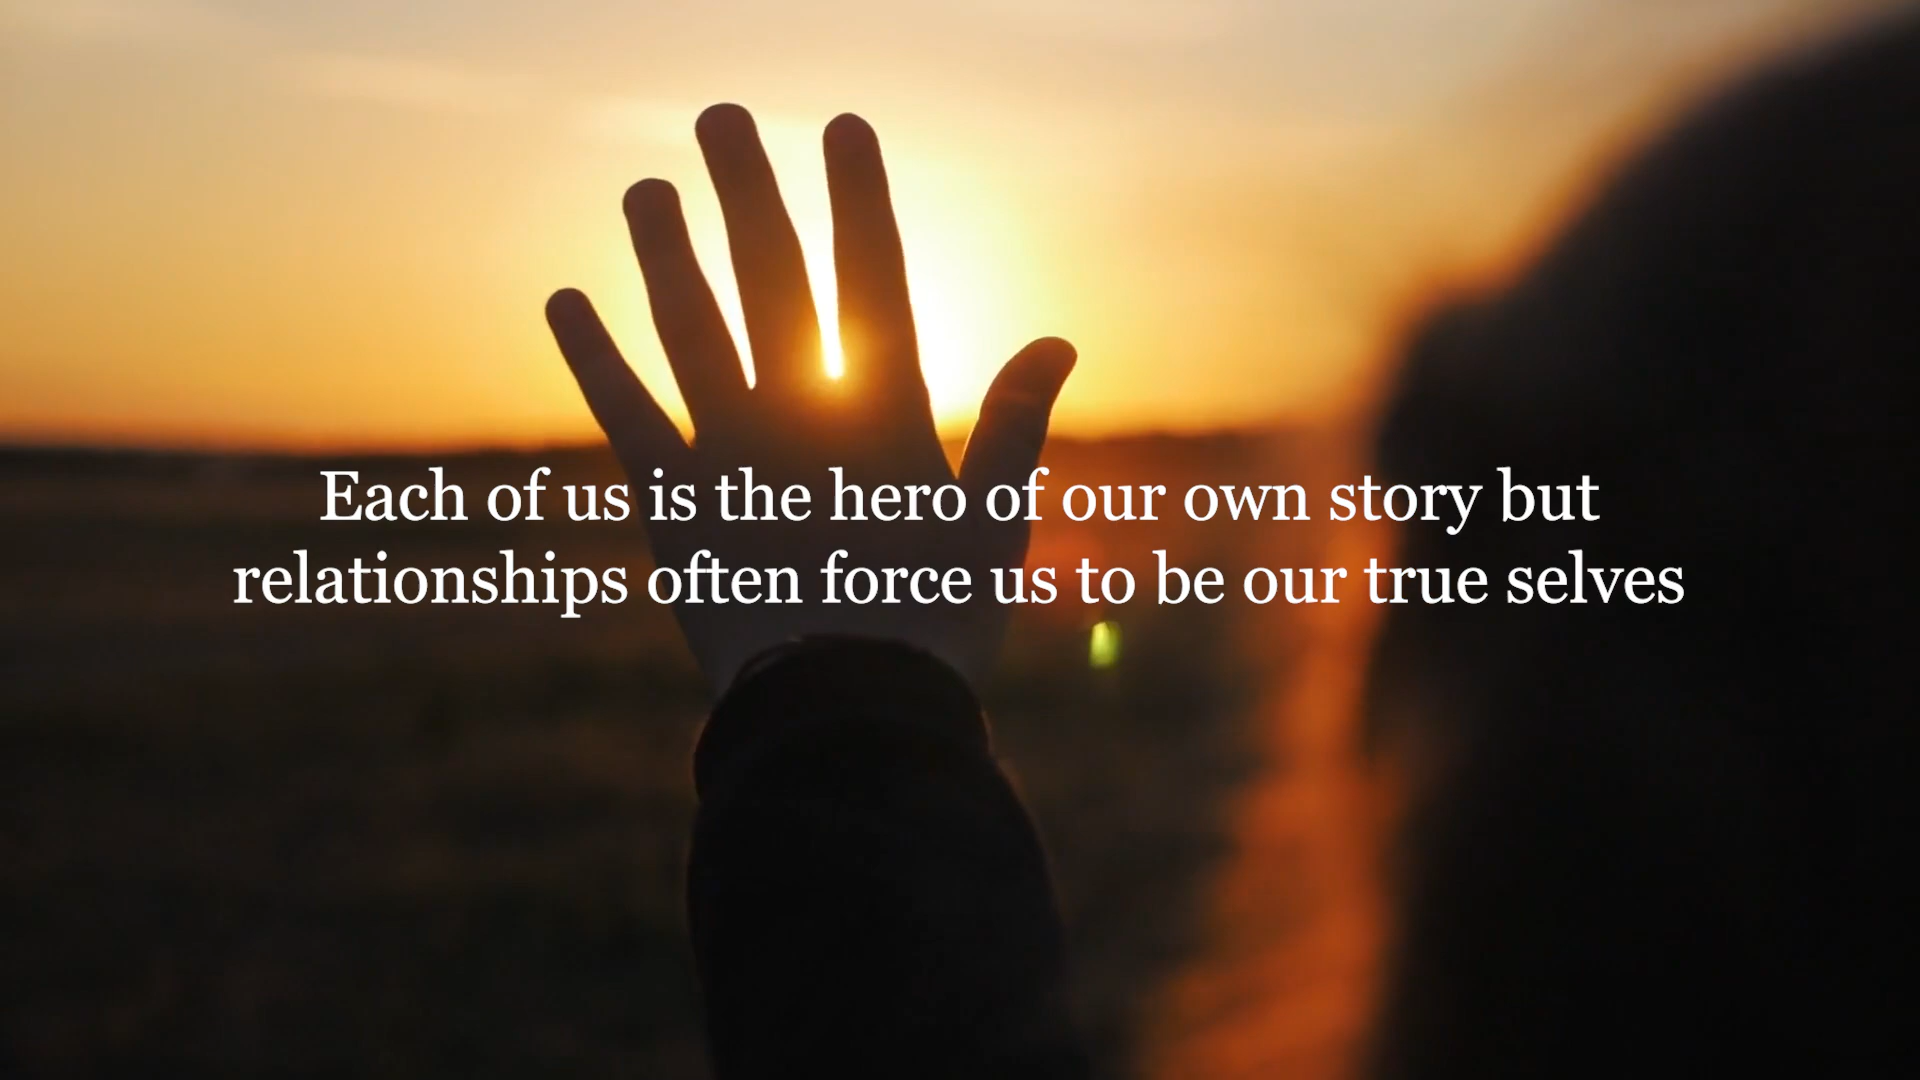 Each of us is the hero of our own story but
relationships often force us to be our true selves